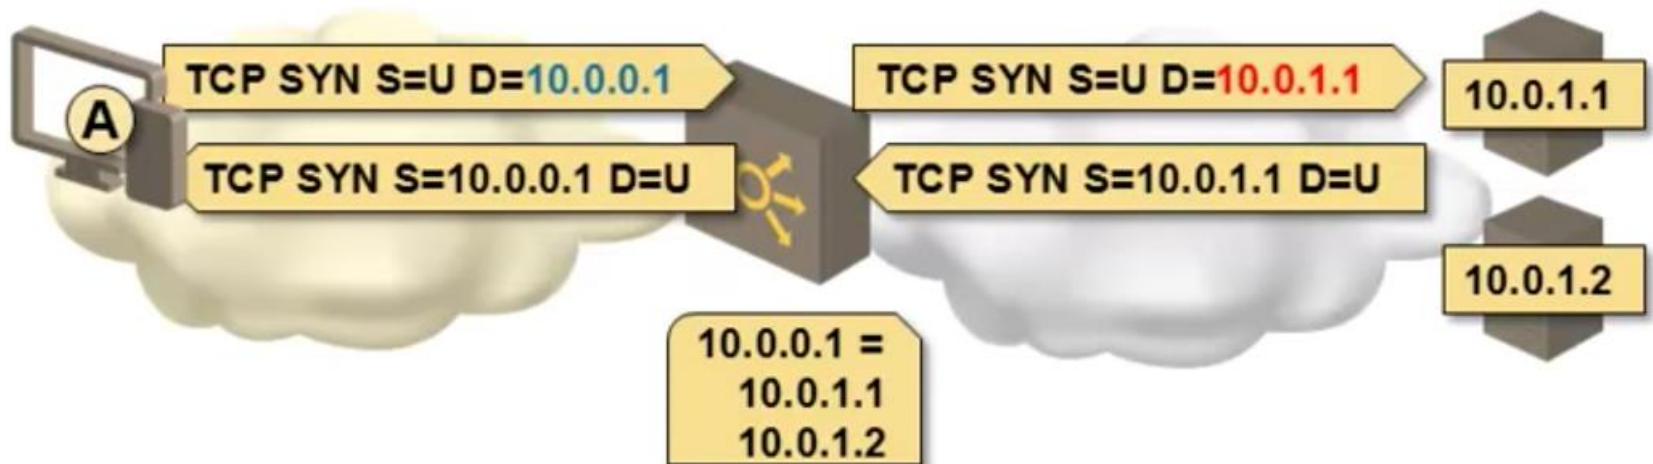 TCP SYN S=U D=10.0.0.1
TCP SYN S=U D=10.0.1.1
10.0.1.1
A
TCP SYN S=10.0.0.1 D=U
TCP SYN S=10.0.1.1 D=U
10.0.1.2
10.0.0.1 =
10.0.1.1
10.0.1.2